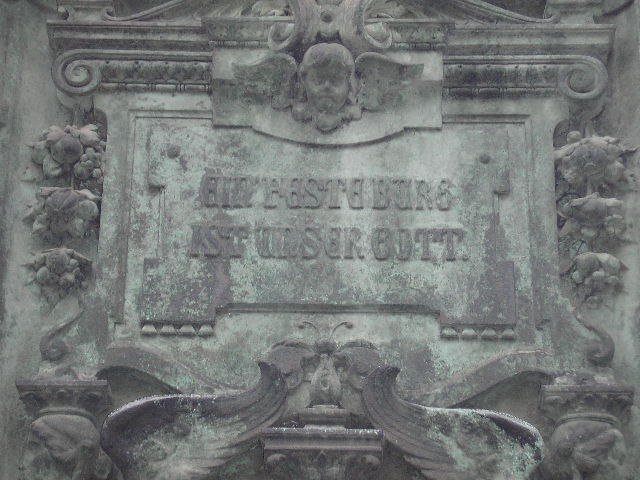 EIN' FESTE BURG
IST UNSER GOTT.